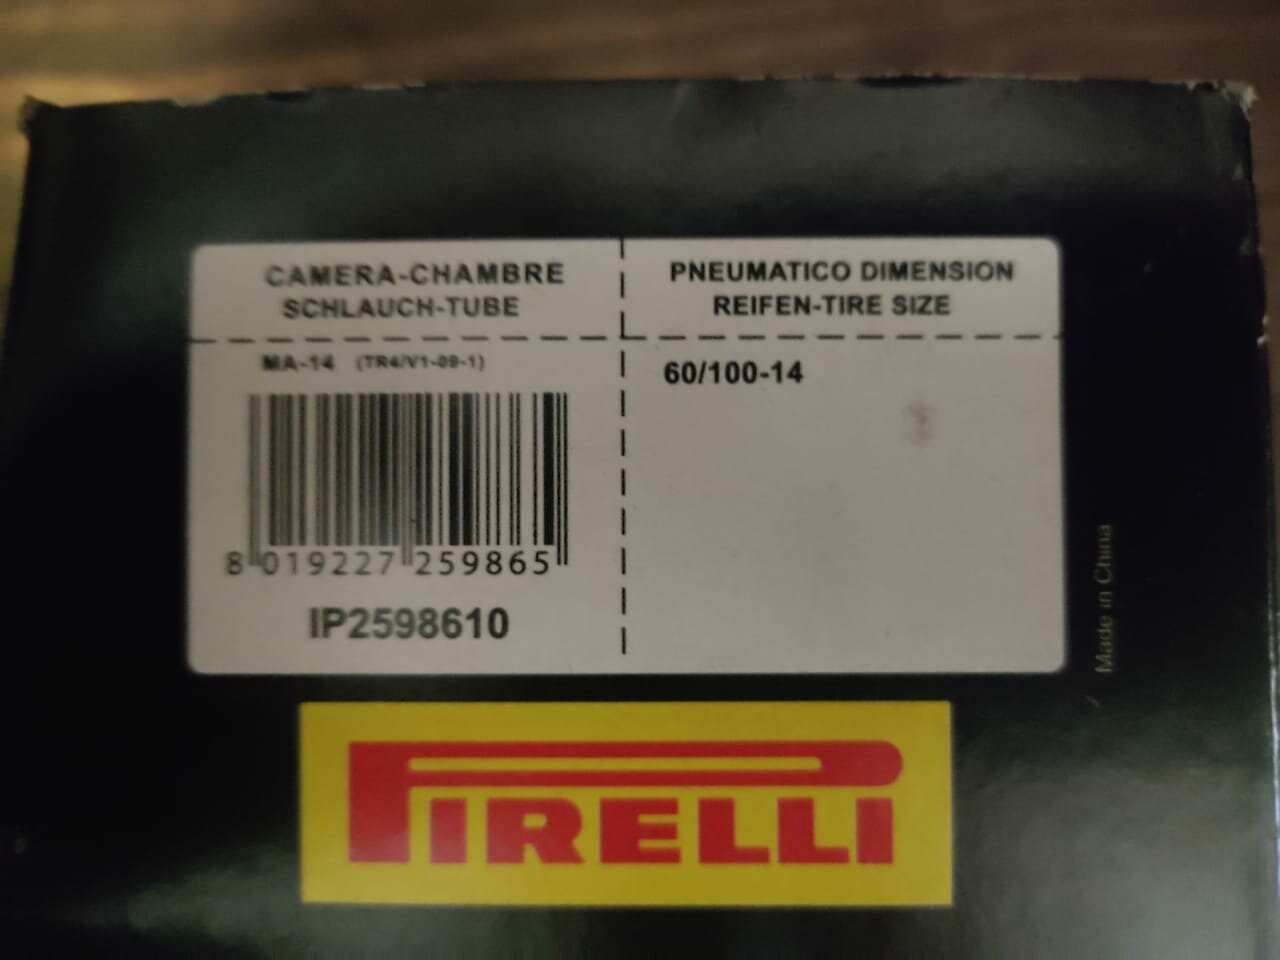 CAMERA-CHAMBRE
SCHLAUCH-TUBE
PNEUMATICO DIMENSION
REIFEN-TIRE SIZE
MA-14 (TR4/V1-09-1)
60/100-14
8 019227 259865
IP2598610
Made in China
PIRELLI